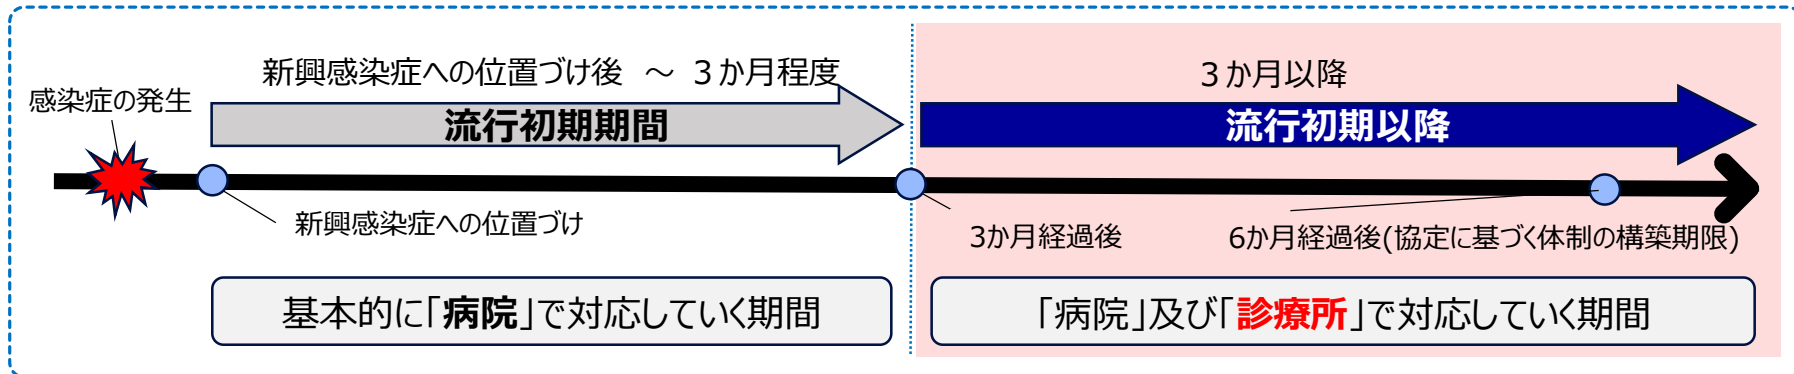 新興感染症への位置づけ後 ～ 3か月程度
3か月以降
感染症の発生
流行初期期間
流行初期以降
新興感染症への位置づけ
3か月経過後
6か月経過後(協定に基づく体制の構築期限)
基本的に「病院」で対応していく期間
「病院」及び「診療所」で対応していく期間